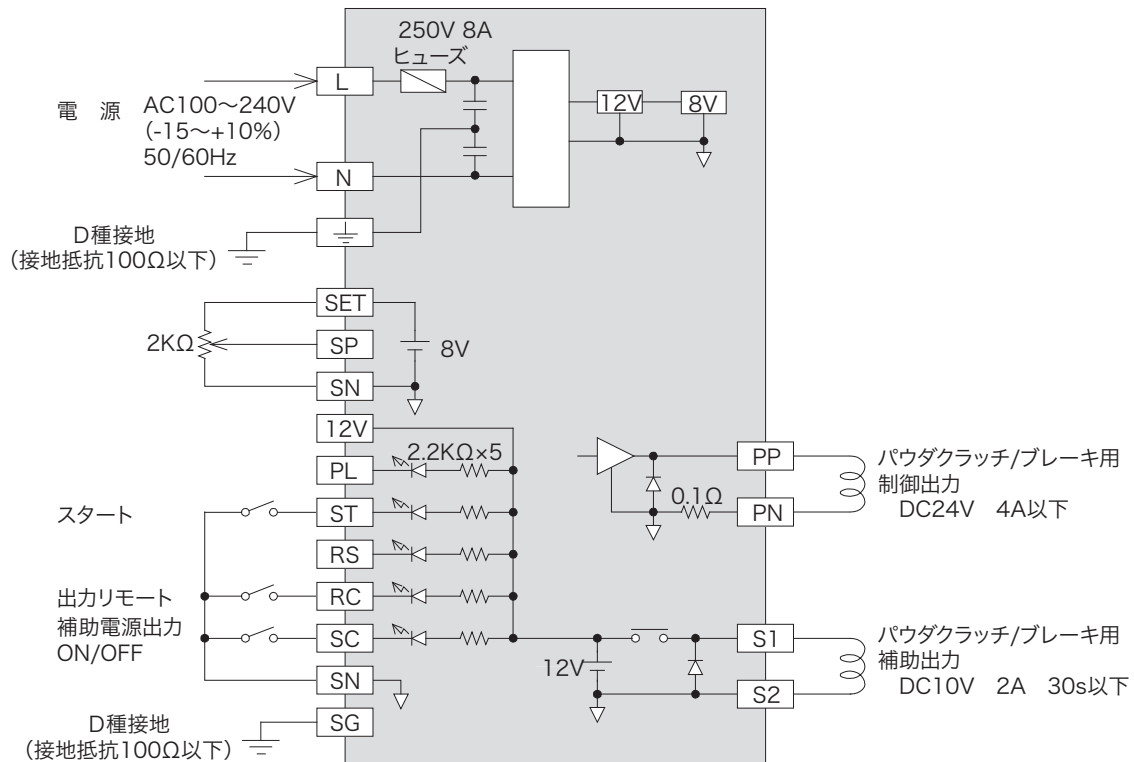 250V 8A
ヒューズ
L
12V
8V
電 源
AC100～240V
(-15～+10%)
50/60Hz
N
D種接地
(接地抵抗100Ω以下)
SET
2KΩ
SP
8V
SN
12V
2.2KΩ×5
PL
PP
パウダクラッチ/ブレーキ用
制御出力
DC24V 4A以下
スタート
ST
0.1Ω
PN
RS
出力リモート
RC
補助電源出力
ON/OFF
SC
12V
S1
パウダクラッチ/ブレーキ用
補助出力
DC10V 2A 30s以下
SN
S2
D種接地
(接地抵抗100Ω以下)
SG